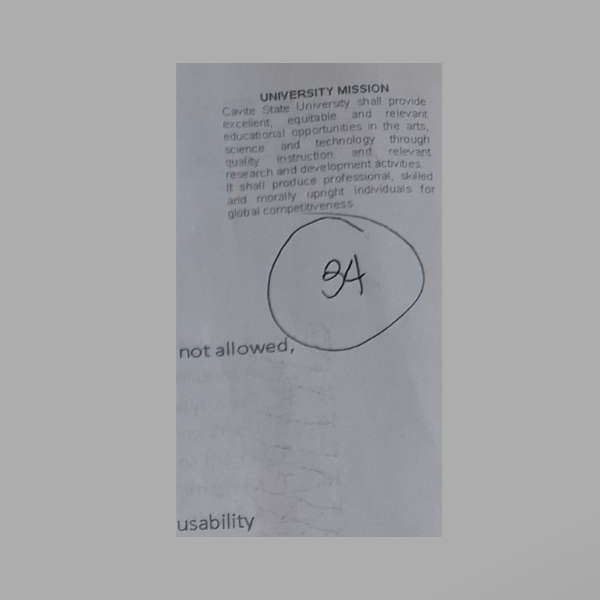 UNIVERSITY MISSION
Cavite State University shall provide
excellent, equitable and relevant
educational opportunities in the arts,
science and technology through
quality instruction and relevant
research and development activities.
It shall produce professional, skilled
and morally upright individuals for
global competitiveness.
34
not allowed,
usability